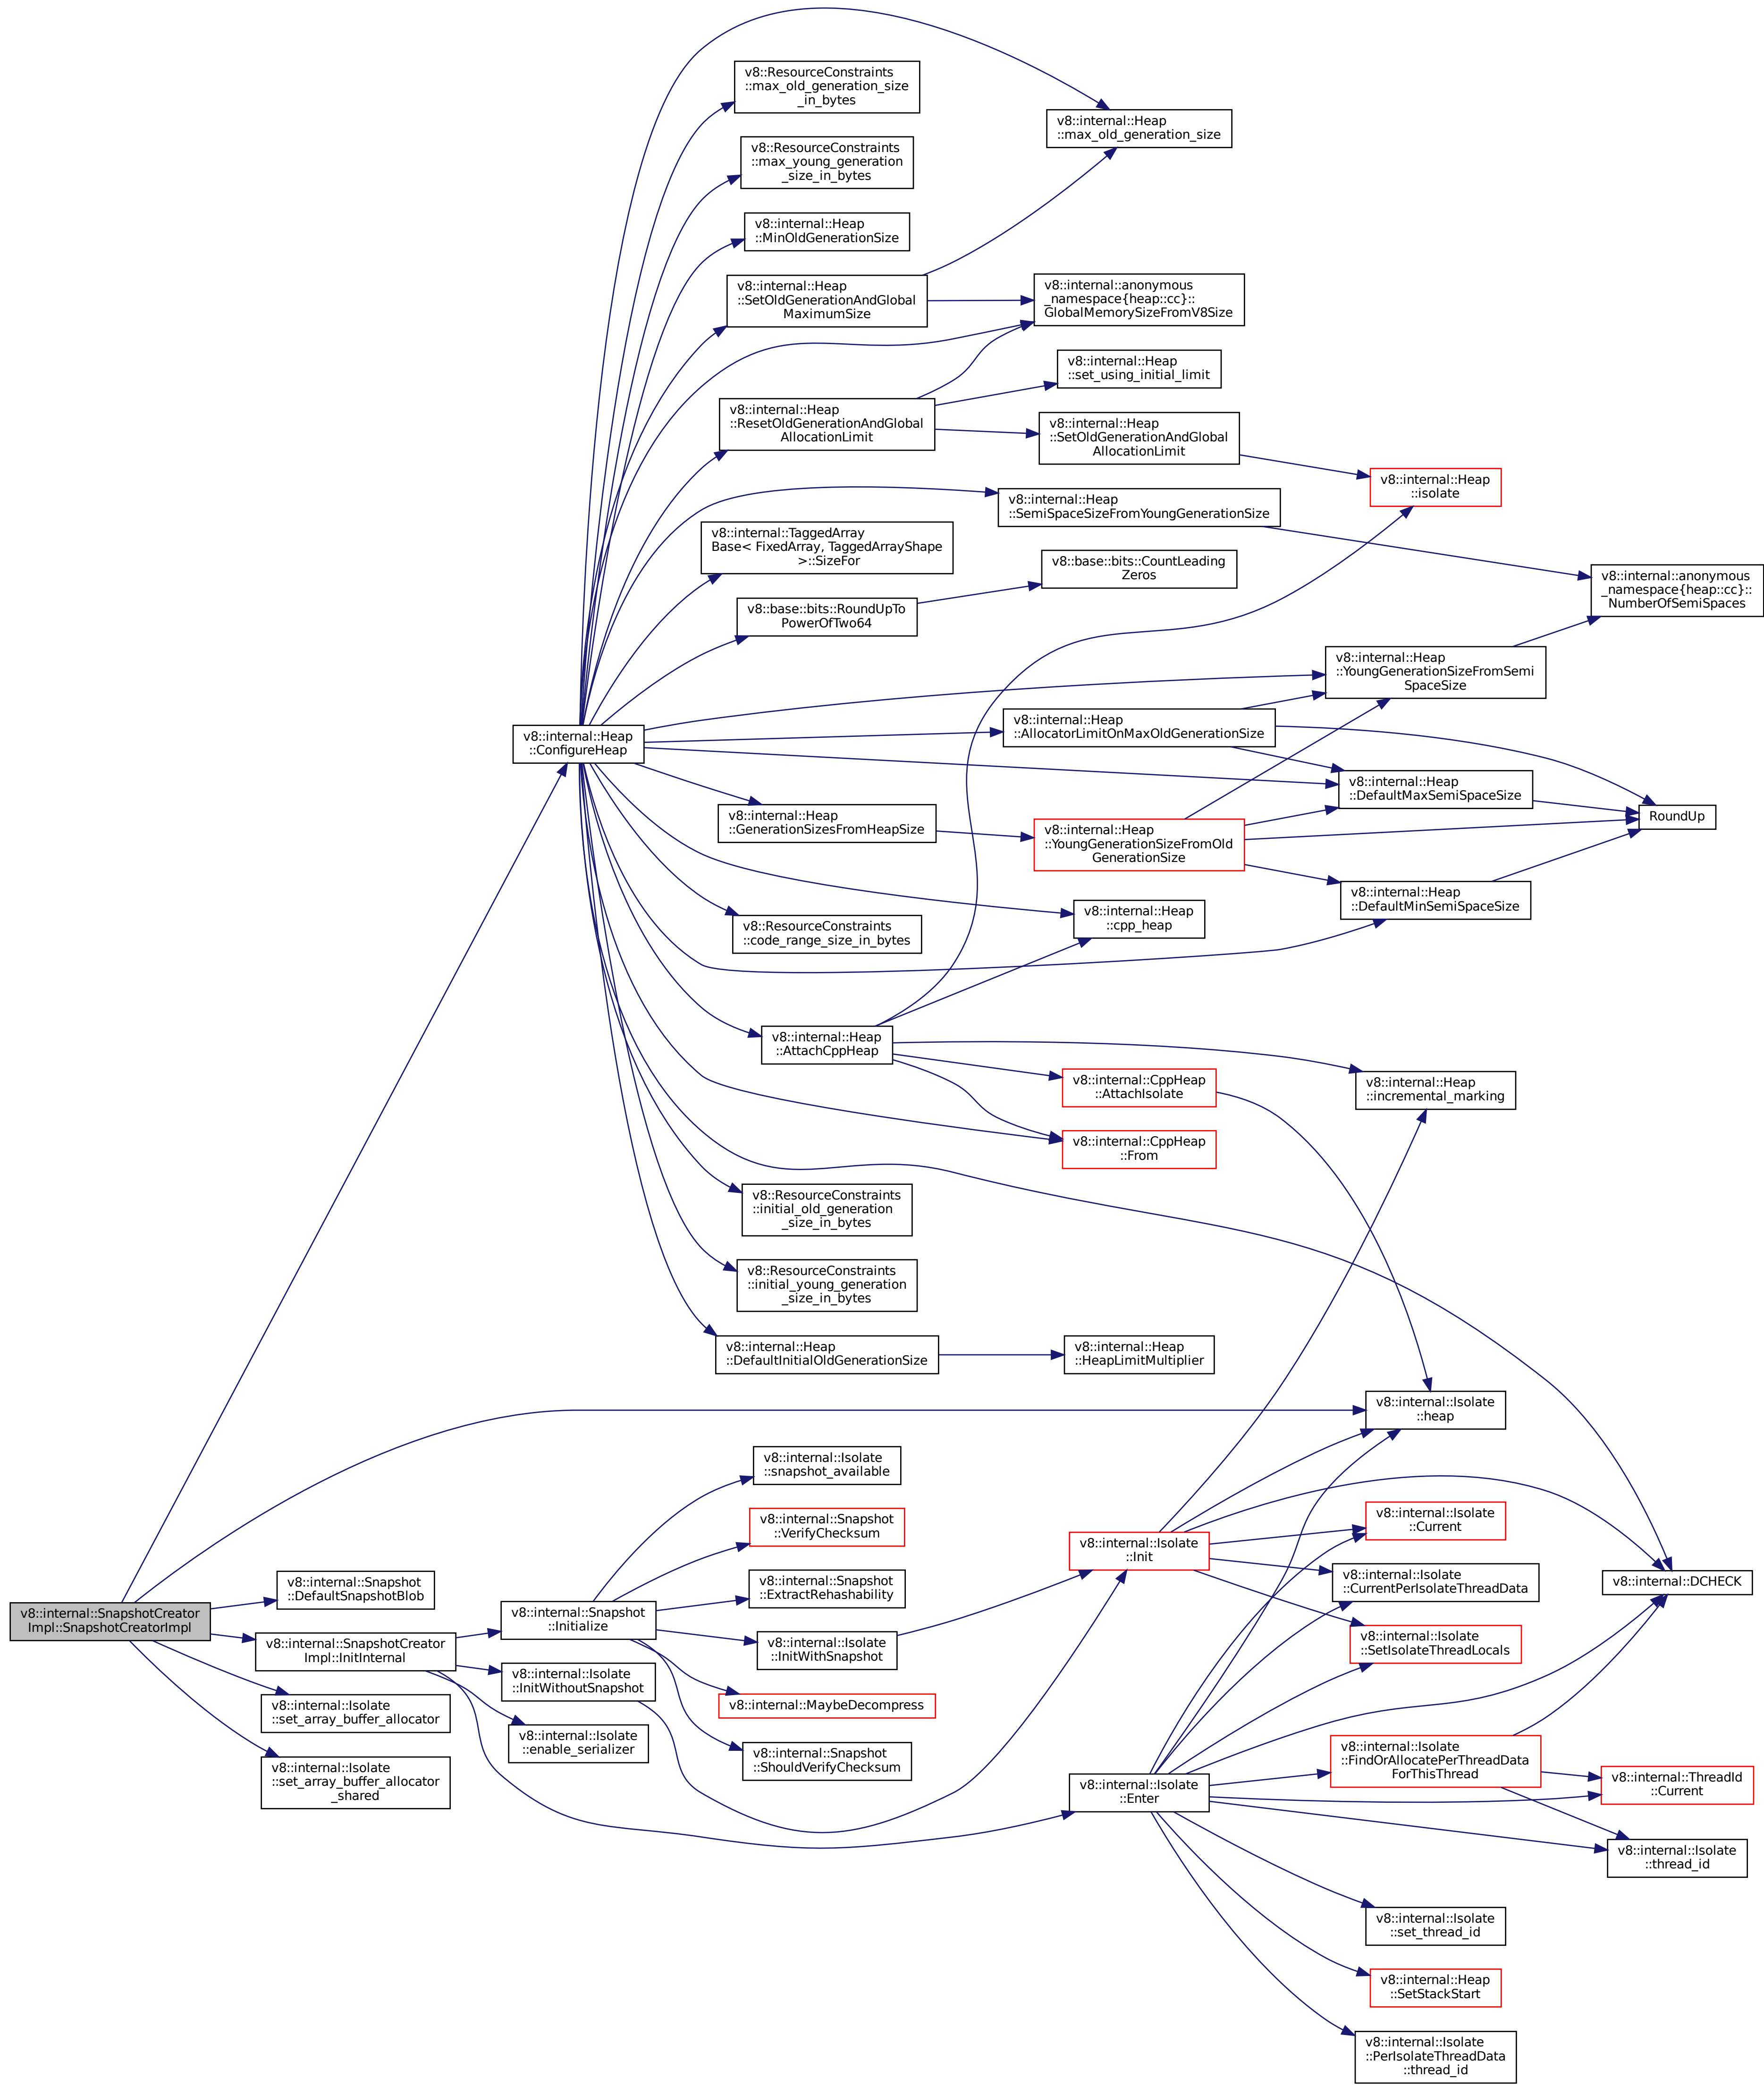 v8::ResourceConstraints
::max_old_generation_size
_in_bytes
v8::internal::Heap
::max_old_generation_size
v8::ResourceConstraints
::max_young_generation
_size_in_bytes
v8::internal::Heap
::MinOldGenerationSize
v8::internal::Heap
::SetOldGenerationAndGlobal
MaximumSize
v8::internal::anonymous
_namespace{heap::cc}::
GlobalMemorySizeFromV8Size
v8::internal::Heap
::set_using_initial_limit
v8::internal::Heap
::ResetOldGenerationAndGlobal
AllocationLimit
v8::internal::Heap
::SetOldGenerationAndGlobal
AllocationLimit
v8::internal::Heap
::isolate
v8::internal::Heap
::SemiSpaceSizeFromYoungGenerationSize
v8::internal::TaggedArray
Base< FixedArray, TaggedArrayShape
>::SizeFor
v8::base::bits::CountLeading
Zeros
v8::internal::anonymous
_namespace{heap::cc}::
NumberOfSemiSpaces
v8::base::bits::RoundUpTo
PowerOfTwo64
v8::internal::Heap
::YoungGenerationSizeFromSemi
SpaceSize
v8::internal::Heap
::ConfigureHeap
v8::internal::Heap
::AllocatorLimitOnMaxOldGenerationSize
v8::internal::Heap
::DefaultMaxSemiSpaceSize
RoundUp
v8::internal::Heap
::GenerationSizesFromHeapSize
v8::internal::Heap
::YoungGenerationSizeFromOld
GenerationSize
v8::internal::Heap
::DefaultMinSemiSpaceSize
v8::internal::Heap
::cpp_heap
v8::ResourceConstraints
::code_range_size_in_bytes
v8::internal::Heap
::AttachCppHeap
v8::internal::CppHeap
::AttachIsolate
v8::internal::Heap
::incremental_marking
v8::internal::CppHeap
::From
v8::ResourceConstraints
::initial_old_generation
_size_in_bytes
v8::ResourceConstraints
::initial_young_generation
_size_in_bytes
v8::internal::Heap
::DefaultInitialOldGenerationSize
v8::internal::Heap
::HeapLimitMultiplier
v8::internal::Isolate
::heap
v8::internal::Isolate
::snapshot_available
v8::internal::Snapshot
::VerifyChecksum
v8::internal::Isolate
::Init
v8::internal::Isolate
::Current
v8::internal::Snapshot
::DefaultSnapshotBlob
v8::internal::Snapshot
::ExtractRehashability
v8::internal::Isolate
::CurrentPerIsolateThreadData
v8::internal::DCHECK
v8::internal::SnapshotCreator
Impl::SnapshotCreatorImpl
v8::internal::Snapshot
::Initialize
v8::internal::SnapshotCreator
Impl::InitInternal
v8::internal::Isolate
::InitWithSnapshot
v8::internal::Isolate
::SetIsolateThreadLocals
v8::internal::Isolate
::InitWithoutSnapshot
v8::internal::MaybeDecompress
v8::internal::Isolate
::set_array_buffer_allocator
v8::internal::Isolate
::enable_serializer
v8::internal::Snapshot
::ShouldVerifyChecksum
v8::internal::Isolate
::FindOrAllocatePerThreadData
ForThisThread
v8::internal::Isolate
::set_array_buffer_allocator
_shared
v8::internal::Isolate
::Enter
v8::internal::ThreadId
::Current
v8::internal::Isolate
::thread_id
v8::internal::Isolate
::set_thread_id
v8::internal::Heap
::SetStackStart
v8::internal::Isolate
::PerIsolateThreadData
::thread_id